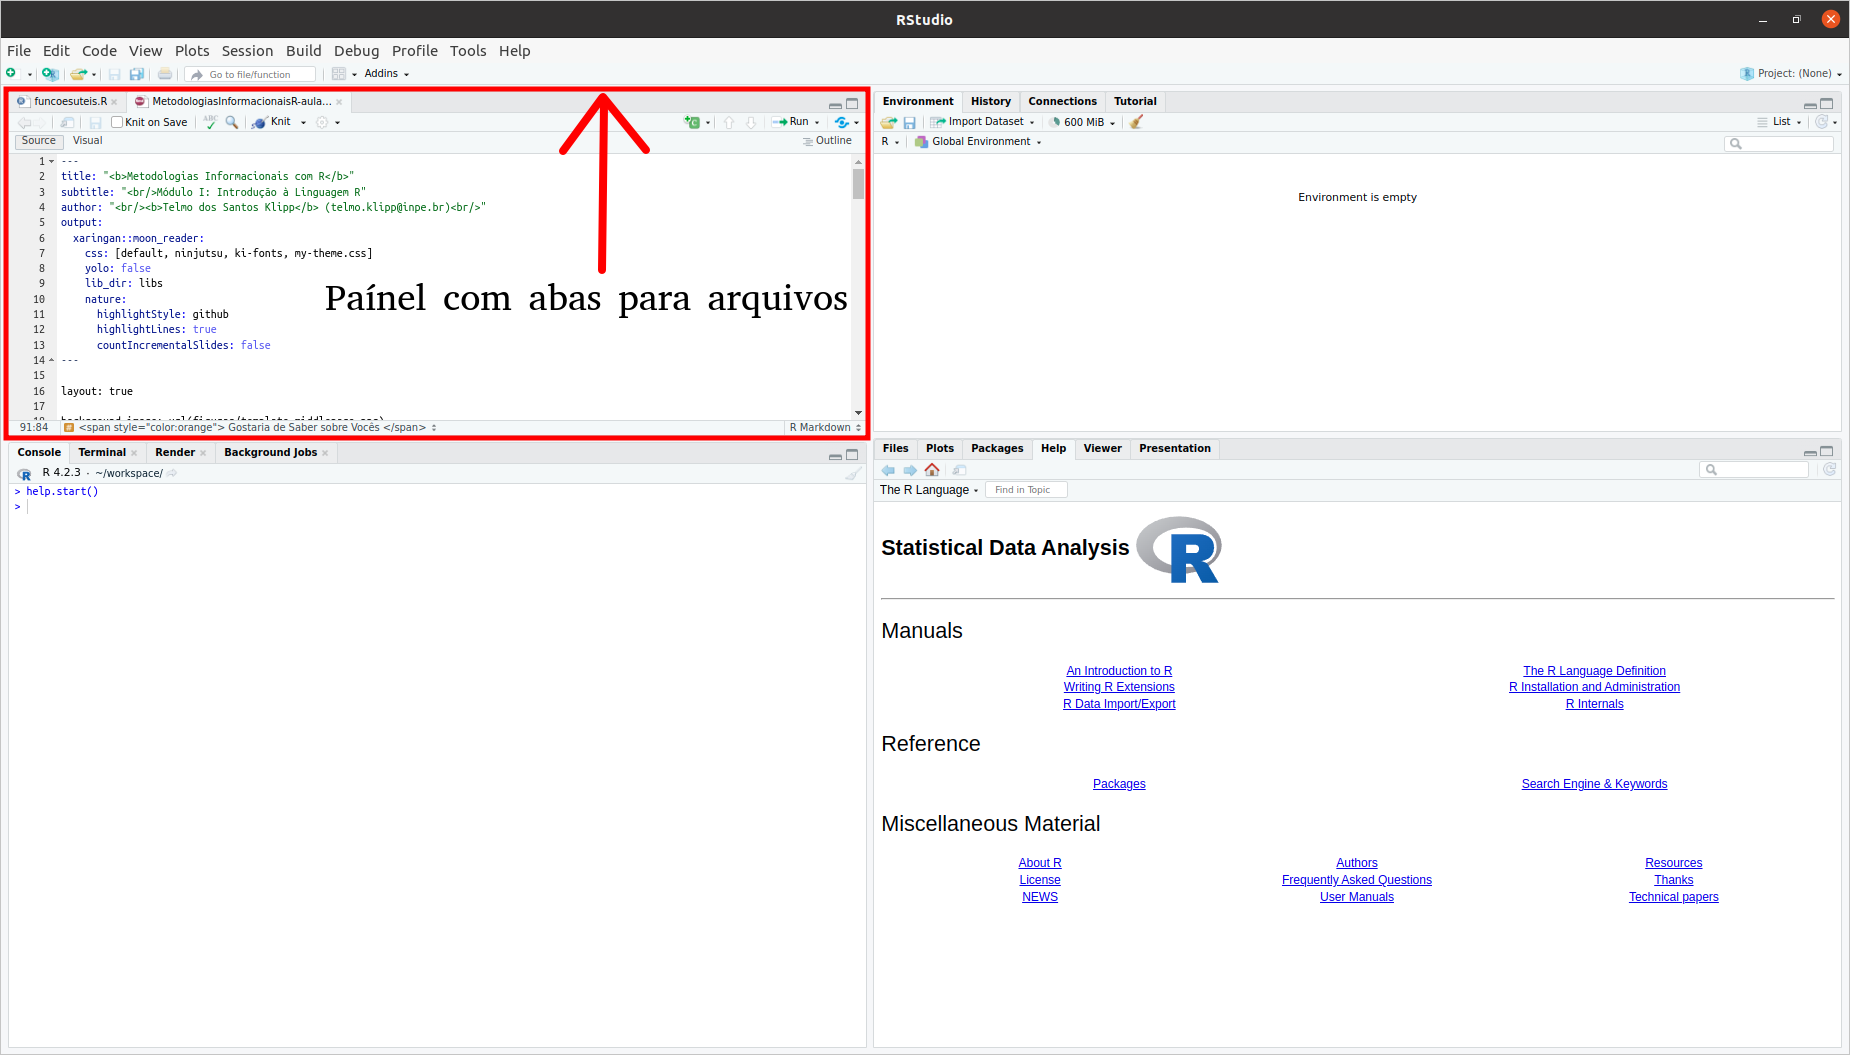 RStudio
File Edit Code View Plots Session Build Debug Profile Tools Help
Go to file/function Addins Project: (None)
funcoesuteis.R MetodologiasInformacionaisR-aula...
Knit on Save ABC Knit Run
Source Visual Outline
1 ---
2 title: "<b>Metodologias Informacionais com R</b>"
3 subtitle: "<br/>Módulo I: Introdução à Linguagem R"
4 author: "<br/><b>Telmo dos Santos Klipp</b> (telmo.klipp@inpe.br)<br/>"
5 output:
6 xaringan::moon_reader:
7 css: [default, ninjutsu, ki-fonts, my-theme.css]
8 yolo: false
9 lib_dir: libs
10 nature:
11 highlightStyle: github
12 highlightLines: true
13 countIncrementalSlides: false
14 ---
15
16 layout: true
17
18
Paínel com abas para arquivos
91:84 # <span style="color:orange"> Gostaria de Saber sobre Vocês </span> R Markdown
Console Terminal Render Background Jobs
R 4.2.3 · ~/workspace/
> help.start()
>
Environment History Connections Tutorial
Import Dataset 600 MiB List
R Global Environment
Environment is empty
Files Plots Packages Help Viewer Presentation
The R Language Find in Topic
Statistical Data Analysis R
Manuals
An Introduction to R The R Language Definition
Writing R Extensions R Installation and Administration
R Data Import/Export R Internals
Reference
Packages Search Engine & Keywords
Miscellaneous Material
About R Authors Resources
License Frequently Asked Questions Thanks
NEWS User Manuals Technical papers